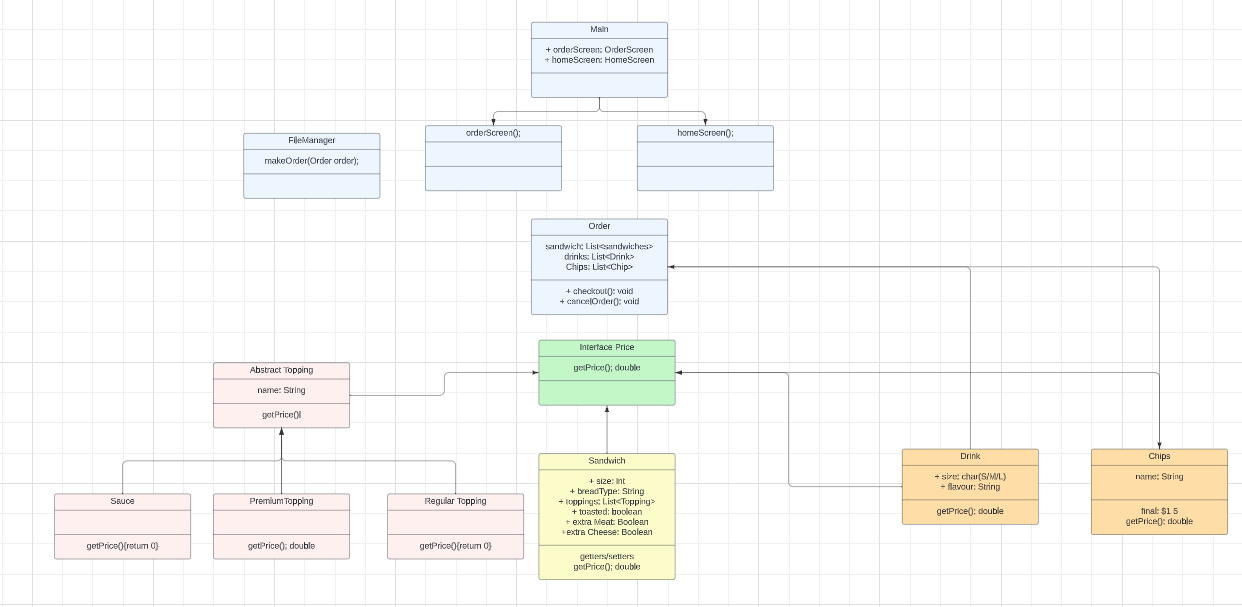 Main
+ orderScreen: OrderScreen
+ homeScreen: HomeScreen
orderScreen();
homeScreen();
FileManager
makeOrder(Order order);
Order
sandwich: List<sandwiches>
drinks: List<Drink>
Chips: List<Chip>
+ checkout(): void
+ cancelOrder(): void
Interface Price
getPrice(); double
Abstract Topping
name: String
getPrice()|
Sauce
getPrice(){return 0}
PremiumTopping
getPrice(); double
Regular Topping
getPrice(){return 0}
Sandwich
+ size: Int
+ breadType: String
+ toppings: List<Topping>
+ toasted: boolean
+ extra Meat: Boolean
+extra Cheese: Boolean
getters/setters
getPrice(); double
Drink
+ size: char(S/M/L)
+ flavour: String
getPrice(); double
Chips
name: String
final: $1 5
getPrice(); double